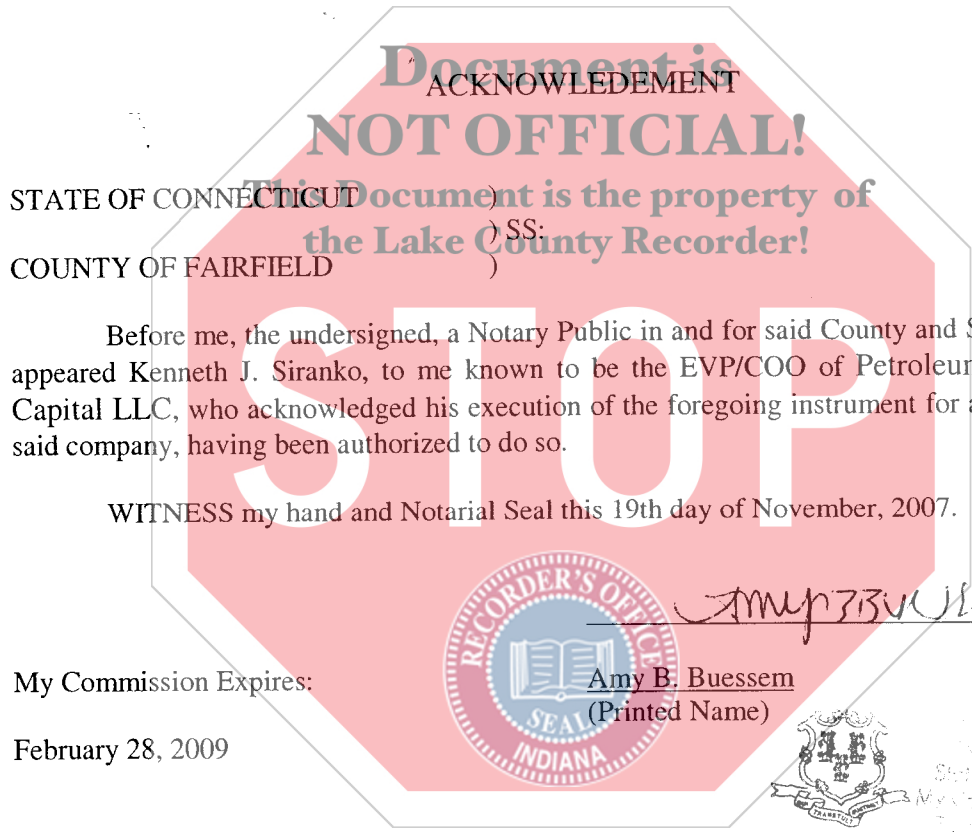 Document is
ACKNOWLEDEMENT
NOT OFFICIAL!
This Document is the property of
the Lake County Recorder!
STATE OF CONNECTICUT )
) SS:
COUNTY OF FAIRFIELD )
STOP
Before me, the undersigned, a Notary Public in and for said County and S
appeared Kenneth J. Siranko, to me known to be the EVP/COO of Petroleum
Capital LLC, who acknowledged his execution of the foregoing instrument for a
said company, having been authorized to do so.
WITNESS my hand and Notarial Seal this 19th day of November, 2007.
RECORDER'S OFFICE
SEAL
INDIANA
My Commission Expires:
Amy B. Buessem
(Printed Name)
February 28, 2009